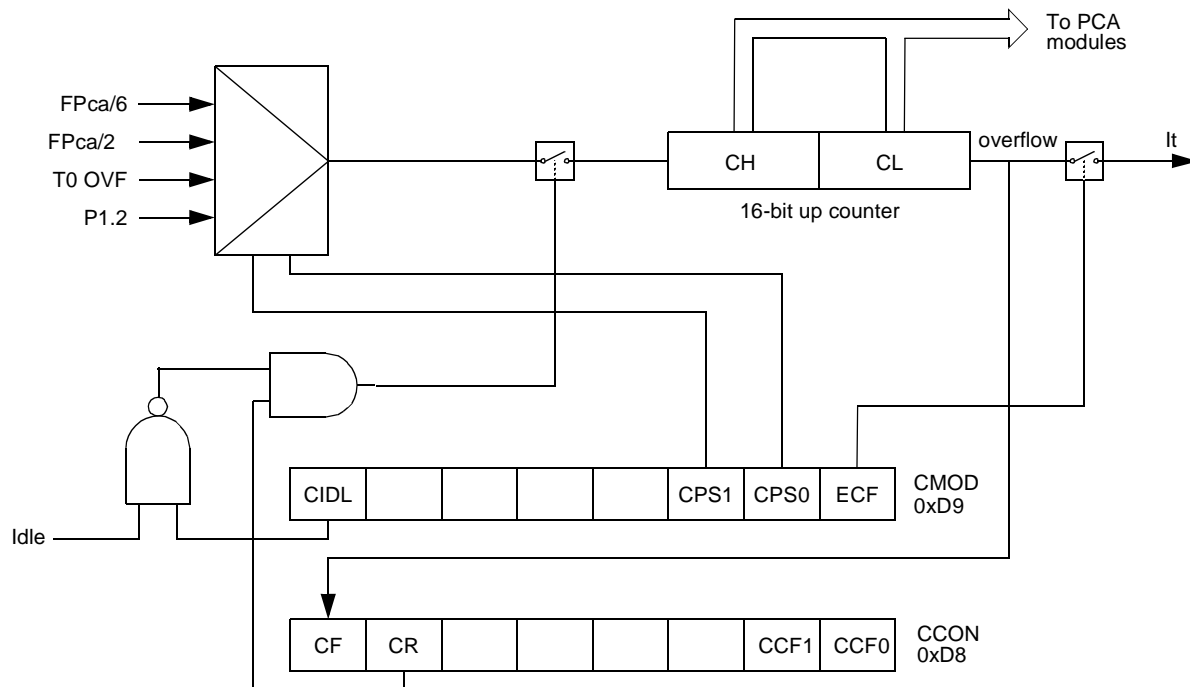 To PCA
modules
FPca/6
FPca/2
T0 OVF
P1.2
overflow
It
CH
CL
16-bit up counter
CIDL
CPS1
CPS0
ECF
CMOD
0xD9
Idle
CF
CR
CCF1
CCF0
CCON
0xD8